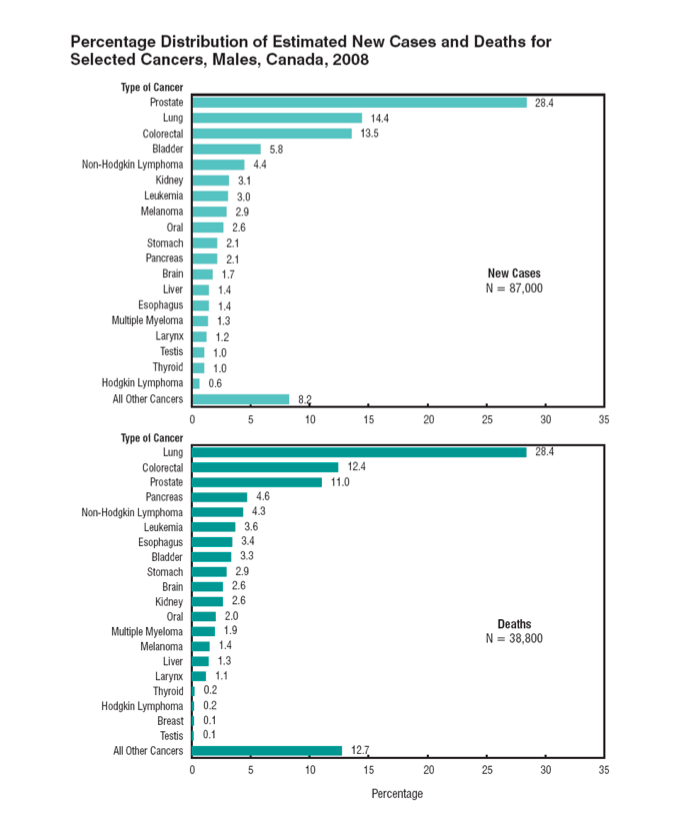 Percentage Distribution of Estimated New Cases and Deaths for
Selected Cancers, Males, Canada, 2008
Type of Cancer
Prostate 28.4
Lung 14.4
Colorectal 13.5
Bladder 5.8
Non-Hodgkin Lymphoma 4.4
Kidney 3.1
Leukemia 3.0
Melanoma 2.9
Oral 2.6
Stomach 2.1
Pancreas 2.1
Brain 1.7
New Cases
Liver 1.4
N = 87,000
Esophagus 1.4
Multiple Myeloma 1.3
Larynx 1.2
Testis 1.0
Thyroid 1.0
Hodgkin Lymphoma 0.6
All Other Cancers 8.2
0 5 10 15 20 25 30 35
Type of Cancer
Lung 28.4
Colorectal 12.4
Prostate 11.0
Pancreas 4.6
Non-Hodgkin Lymphoma 4.3
Leukemia 3.6
Esophagus 3.4
Bladder 3.3
Stomach 2.9
Brain 2.6
Kidney 2.6
Oral 2.0
Deaths
Multiple Myeloma 1.9
N = 38,800
Melanoma 1.4
Liver 1.3
Larynx 1.1
Thyroid 0.2
Hodgkin Lymphoma 0.2
Breast 0.1
Testis 0.1
All Other Cancers 12.7
0 5 10 15 20 25 30 35
Percentage